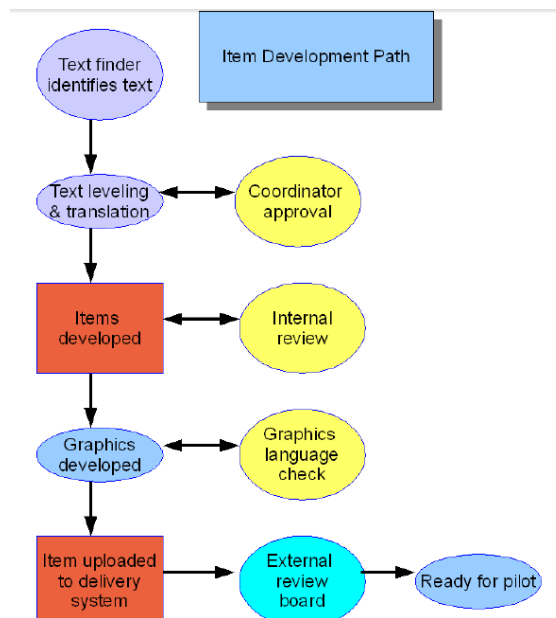 Item Development Path
Text finder
identifies text
Text leveling
& translation
Coordinator
approval
Items
developed
Internal
review
Graphics
developed
Graphics
language
check
Item uploaded
to delivery
system
External
review
board
Ready for pilot